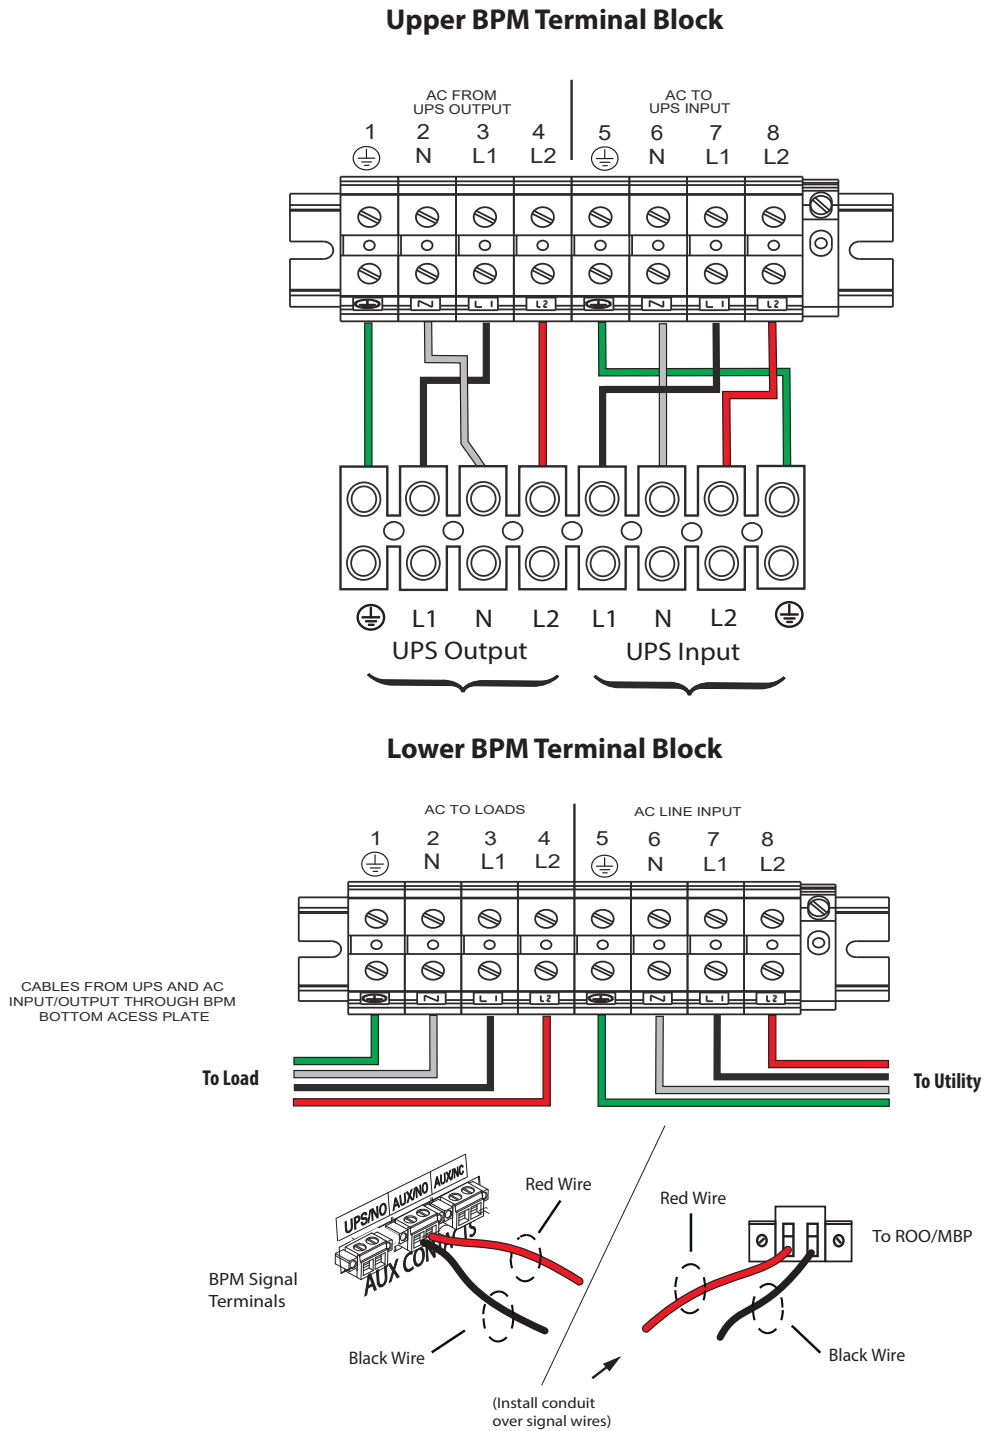 Upper BPM Terminal Block
AC FROM
UPS OUTPUT
AC TO
UPS INPUT
1 2 3 4 5 6 7 8
N L1 L2 N L1 L2
N L1 L2 N L1 L2
L1 N L2 L1 N L2
UPS Output
UPS Input
Lower BPM Terminal Block
AC TO LOADS
AC LINE INPUT
1 2 3 4 5 6 7 8
N L1 L2 N L1 L2
N L1 L2 N L1 L2
CABLES FROM UPS AND AC
INPUT/OUTPUT THROUGH BPM
BOTTOM ACESS PLATE
To Load
To Utility
UPS/NO AUX/NO AUX/NC
AUX CONTACTS
Red Wire
Red Wire
To ROO/MBP
BPM Signal
Terminals
Black Wire
Black Wire
(Install conduit
over signal wires)